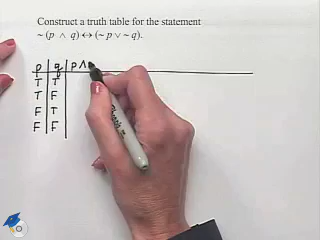 Construct a truth table for the statement
~ (p ∧ q) ↔ (~ p ∨ ~ q).
p q p ∧
T T
T F
F T
F F